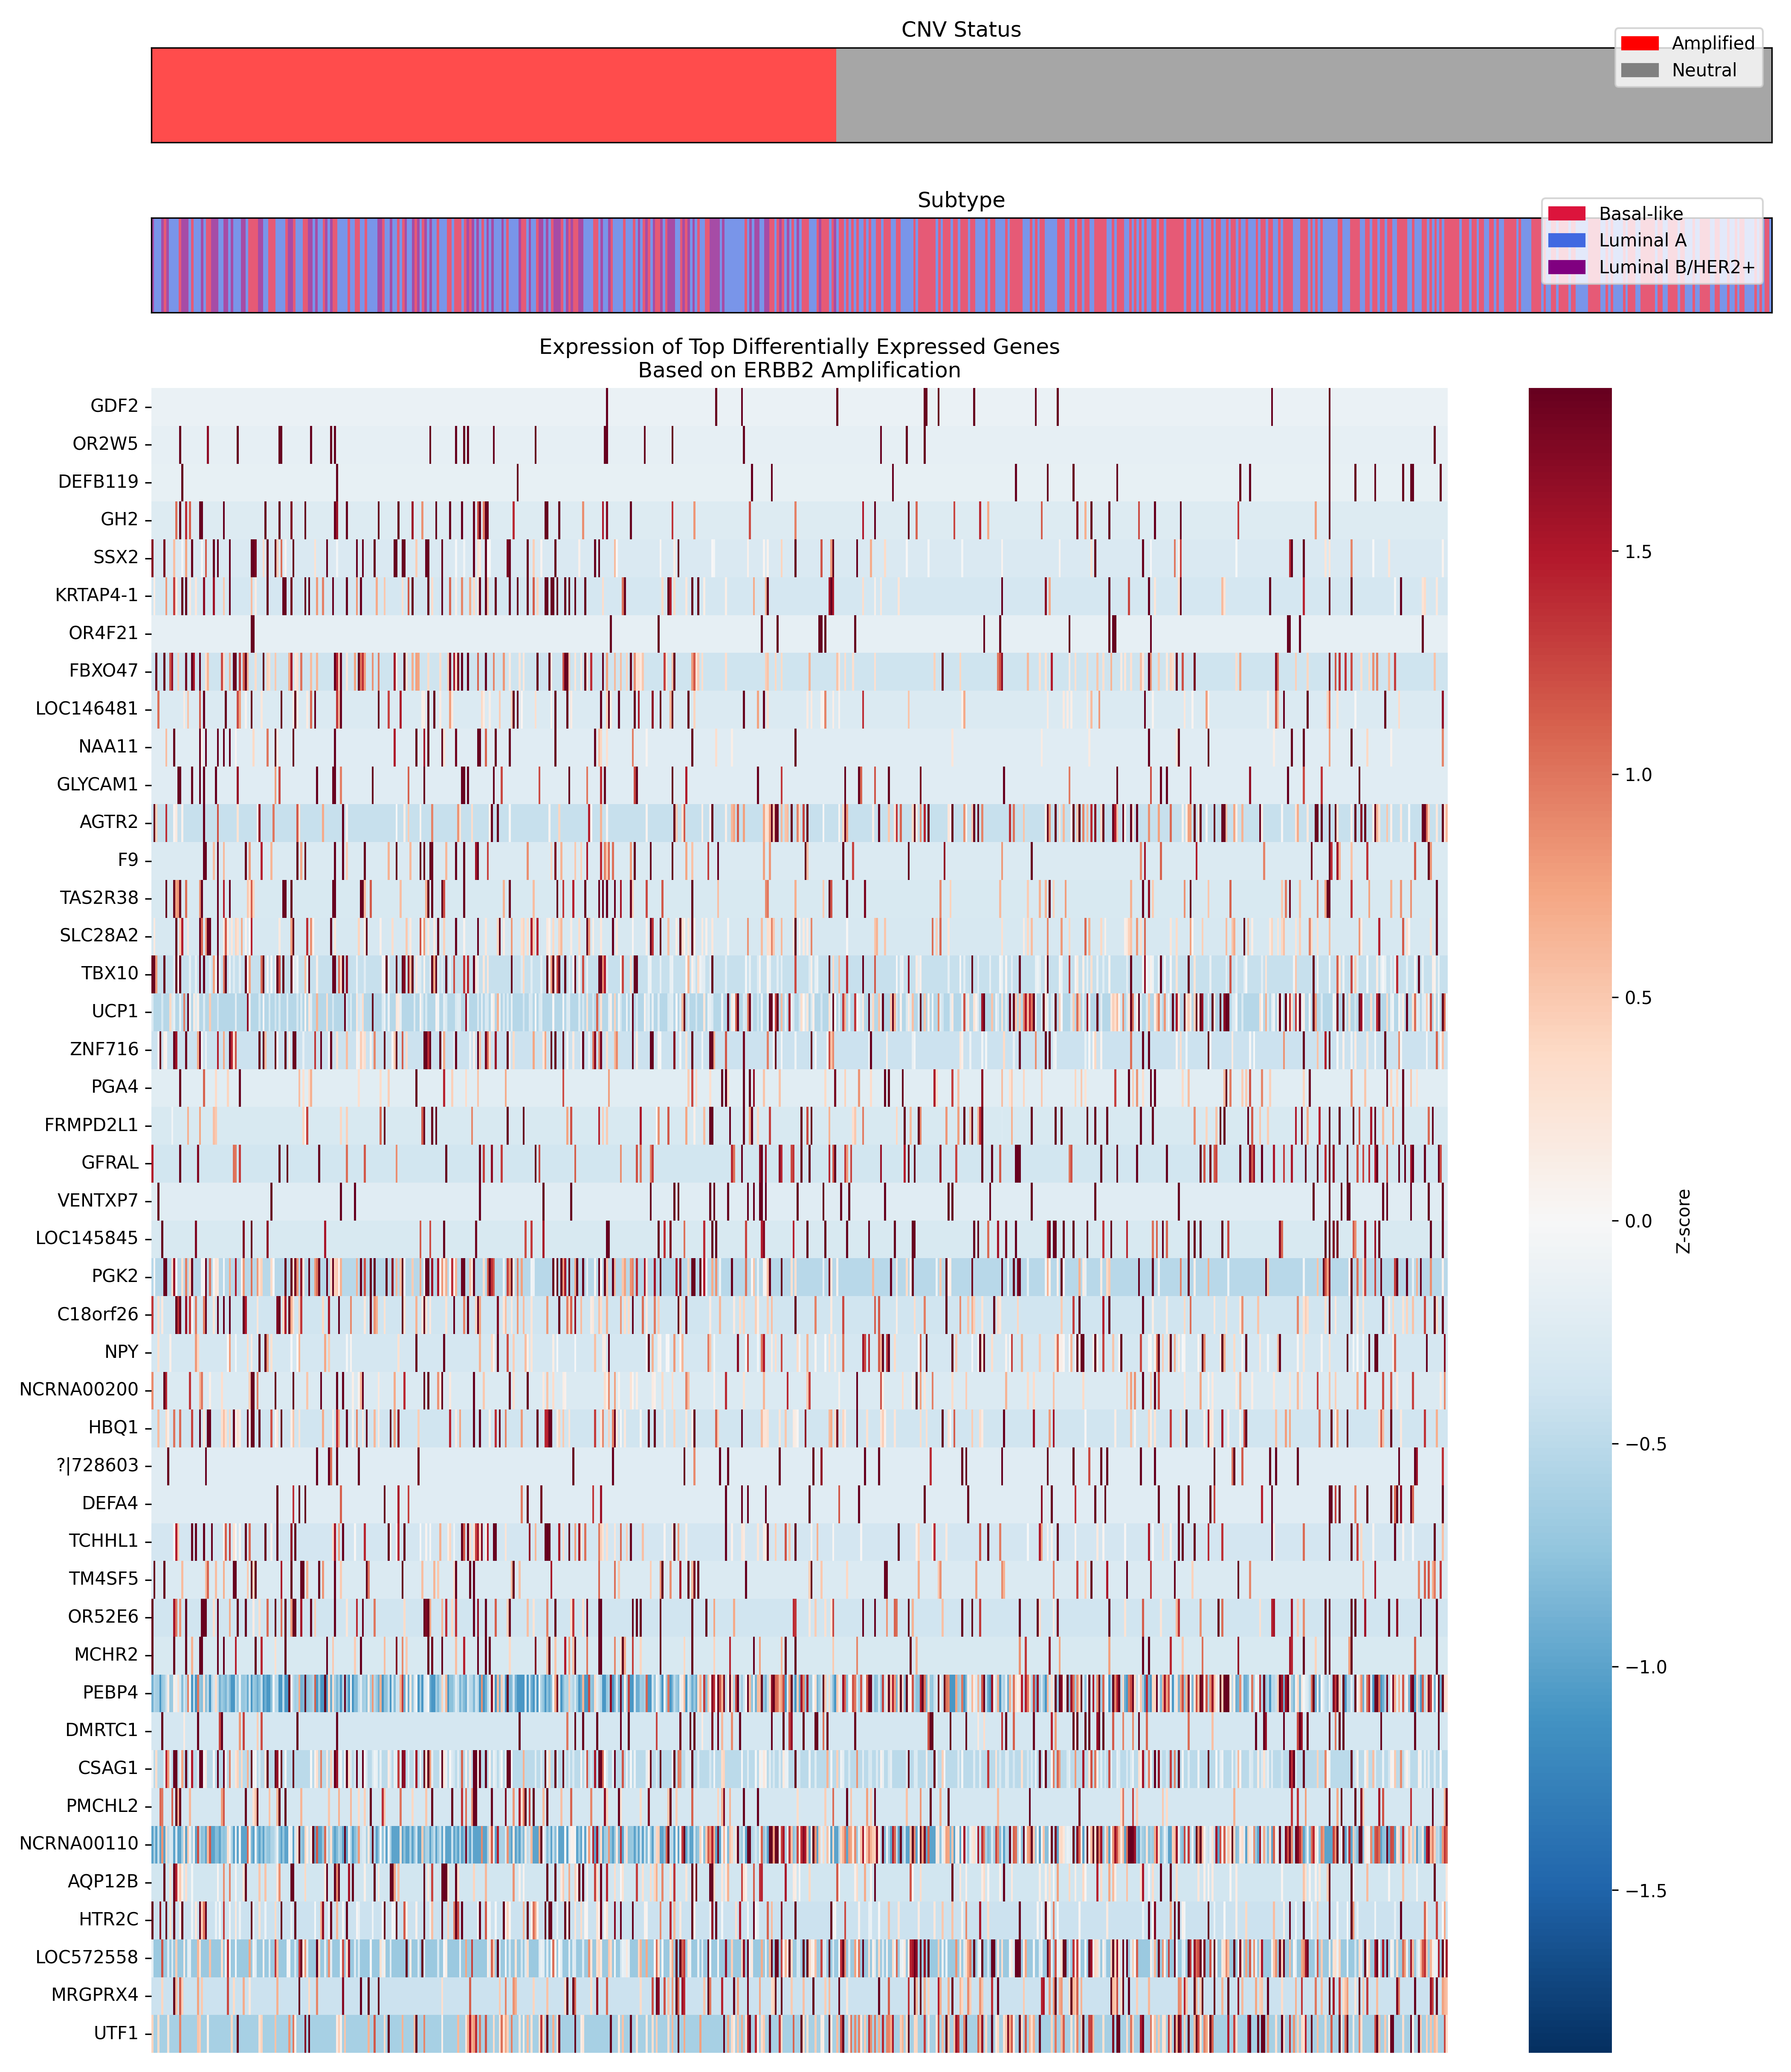 CNV Status
Amplified
Neutral
Subtype
Basal-like
Luminal A
Luminal B/HER2+
Expression of Top Differentially Expressed Genes
Based on ERBB2 Amplification
GDF2
OR2W5
DEFB119
GH2
SSX2
KRTAP4-1
OR4F21
FBXO47
LOC146481
NAA11
GLYCAM1
AGTR2
F9
TAS2R38
SLC28A2
TBX10
UCP1
ZNF716
PGA4
FRMPD2L1
GFRAL
VENTXP7
LOC145845
PGK2
C18orf26
NPY
NCRNA00200
HBQ1
?|728603
DEFA4
TCHHL1
TM4SF5
OR52E6
MCHR2
PEBP4
DMRTC1
CSAG1
PMCHL2
NCRNA00110
AQP12B
HTR2C
LOC572558
MRGPRX4
UTF1
1.5
1.0
0.5
0.0
−0.5
−1.0
−1.5
Z-score